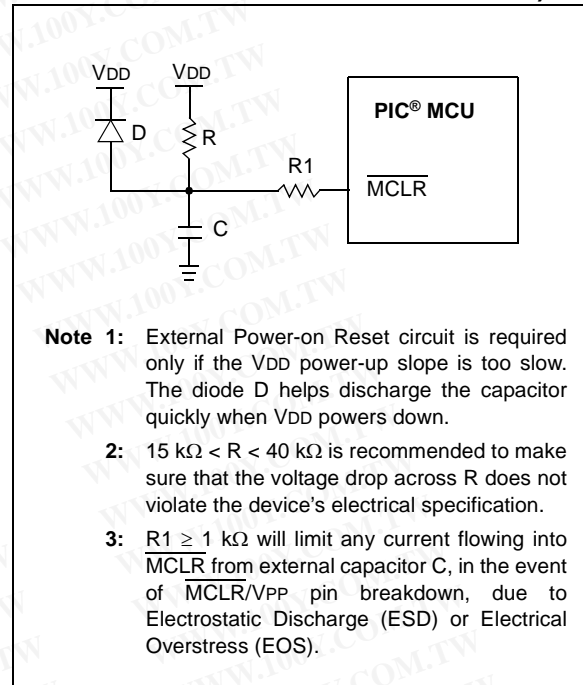 VDD VDD
D
R
R1
C
PIC® MCU
MCLR
Note 1: External Power-on Reset circuit is required
only if the VDD power-up slope is too slow.
The diode D helps discharge the capacitor
quickly when VDD powers down.
2: 15 kΩ < R < 40 kΩ is recommended to make
sure that the voltage drop across R does not
violate the device's electrical specification.
3: R1 ≥ 1 kΩ will limit any current flowing into
MCLR from external capacitor C, in the event
of MCLR/VPP pin breakdown, due to
Electrostatic Discharge (ESD) or Electrical
Overstress (EOS).
WWW.100Y.COM.TW